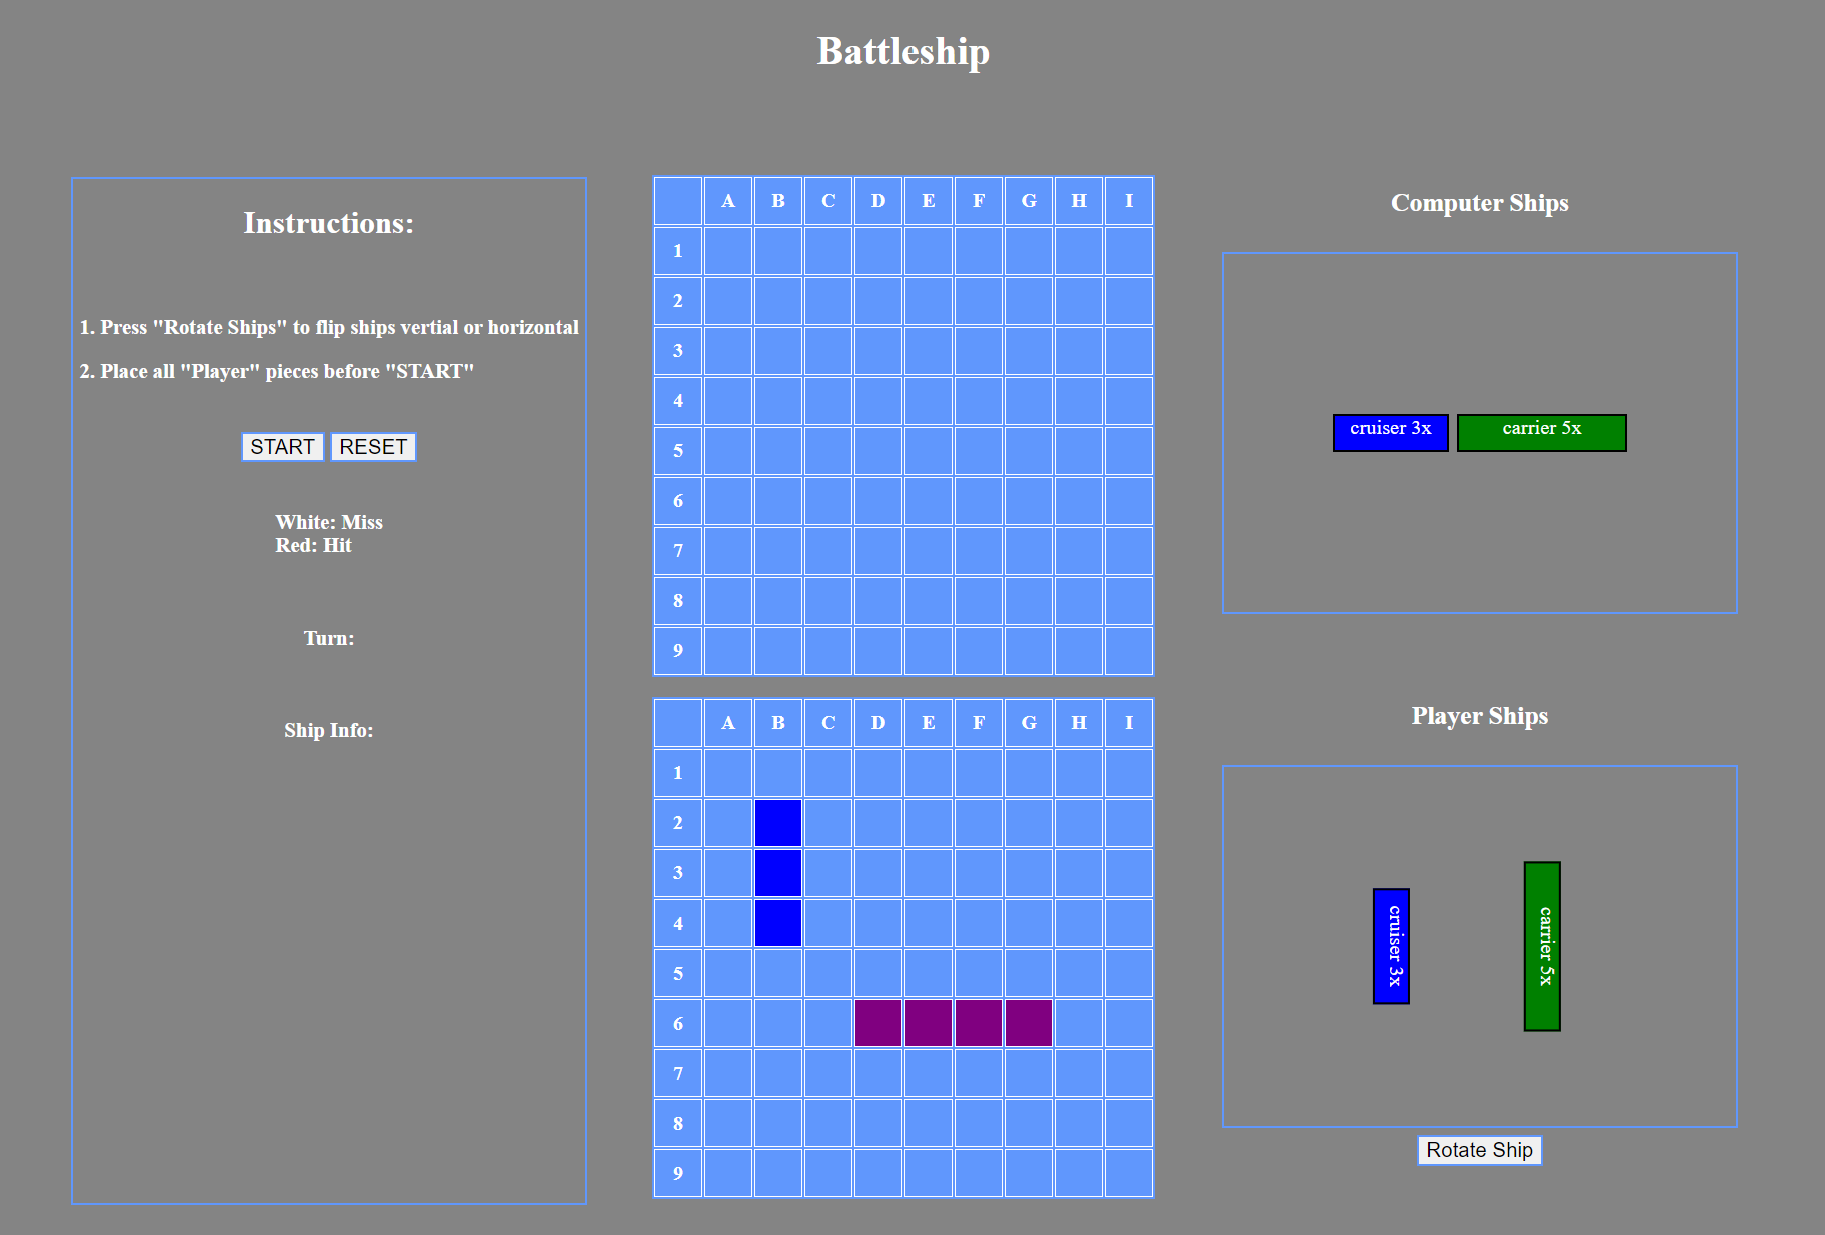 Battleship
Instructions:
1. Press "Rotate Ships" to flip ships vertial or horizontal
2. Place all "Player" pieces before "START"
START RESET
White: Miss
Red: Hit
Turn:
Ship Info:
A B C D E F G H I
1
2
3
4
5
6
7
8
9
A B C D E F G H I
1
2
3
4
5
6
7
8
9
Computer Ships
cruiser 3x carrier 5x
Player Ships
cruiser 3x
carrier 5x
Rotate Ship